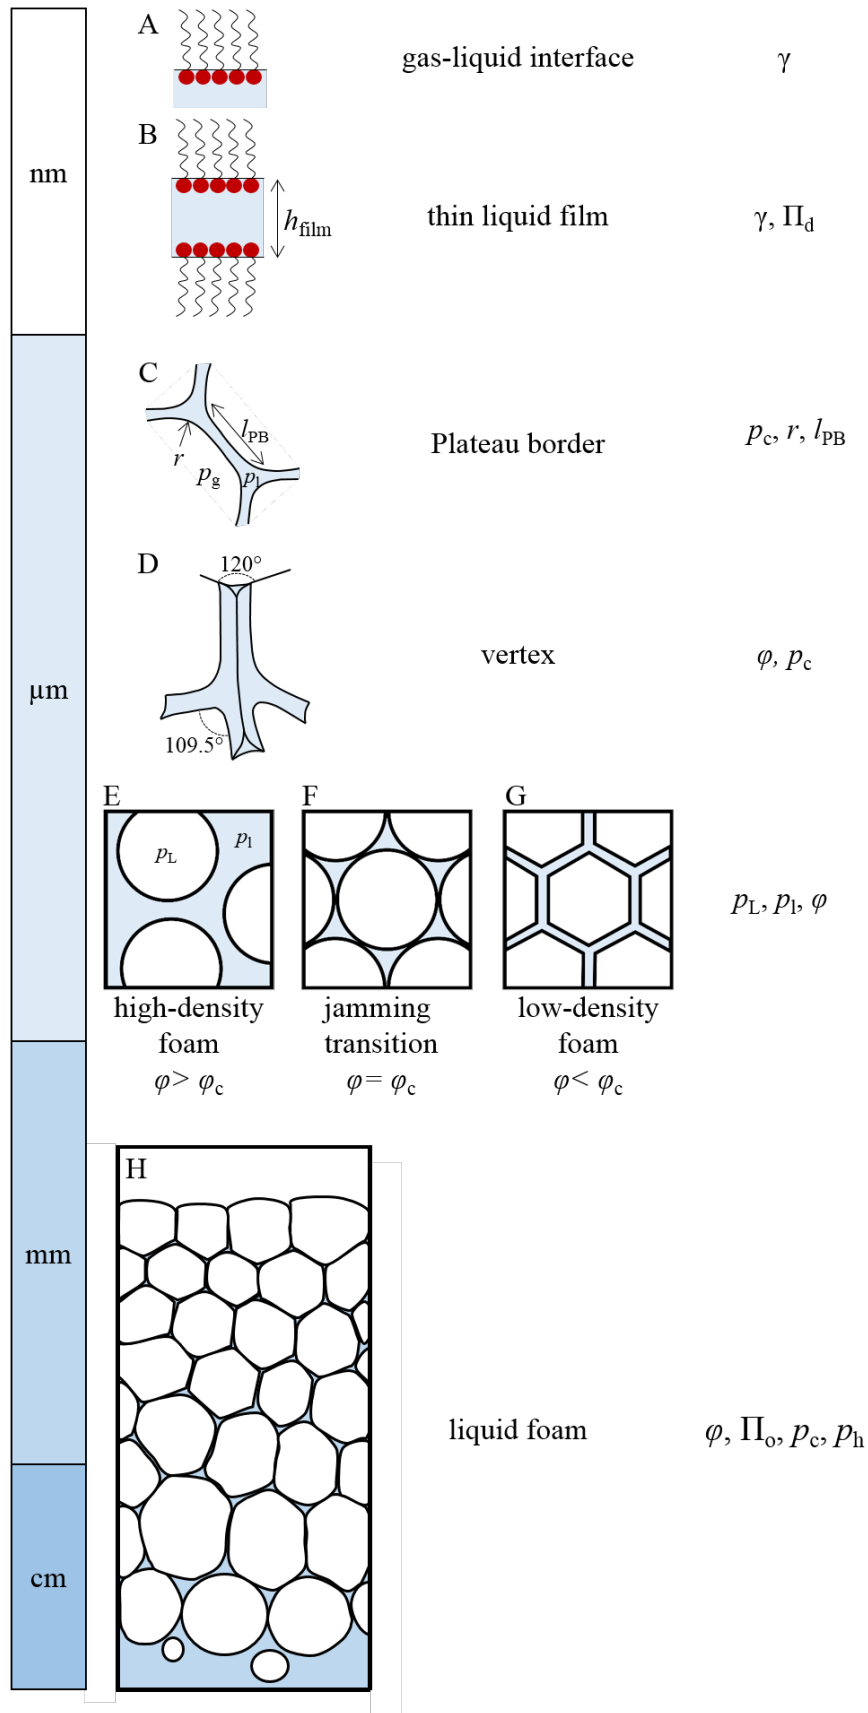 A
gas-liquid interface
γ
B
nm
h_film
thin liquid film
γ, Π_d
C
l_PB
r
p_g
p_l
Plateau border
p_c, r, l_PB
D
120°
109.5°
vertex
φ, p_c
µm
E
F
G
p_L
p_l
p_L, p_l, φ
high-density
foam
φ> φ_c
jamming
transition
φ= φ_c
low-density
foam
φ< φ_c
H
mm
liquid foam
φ, Π_o, p_c, p_h
cm